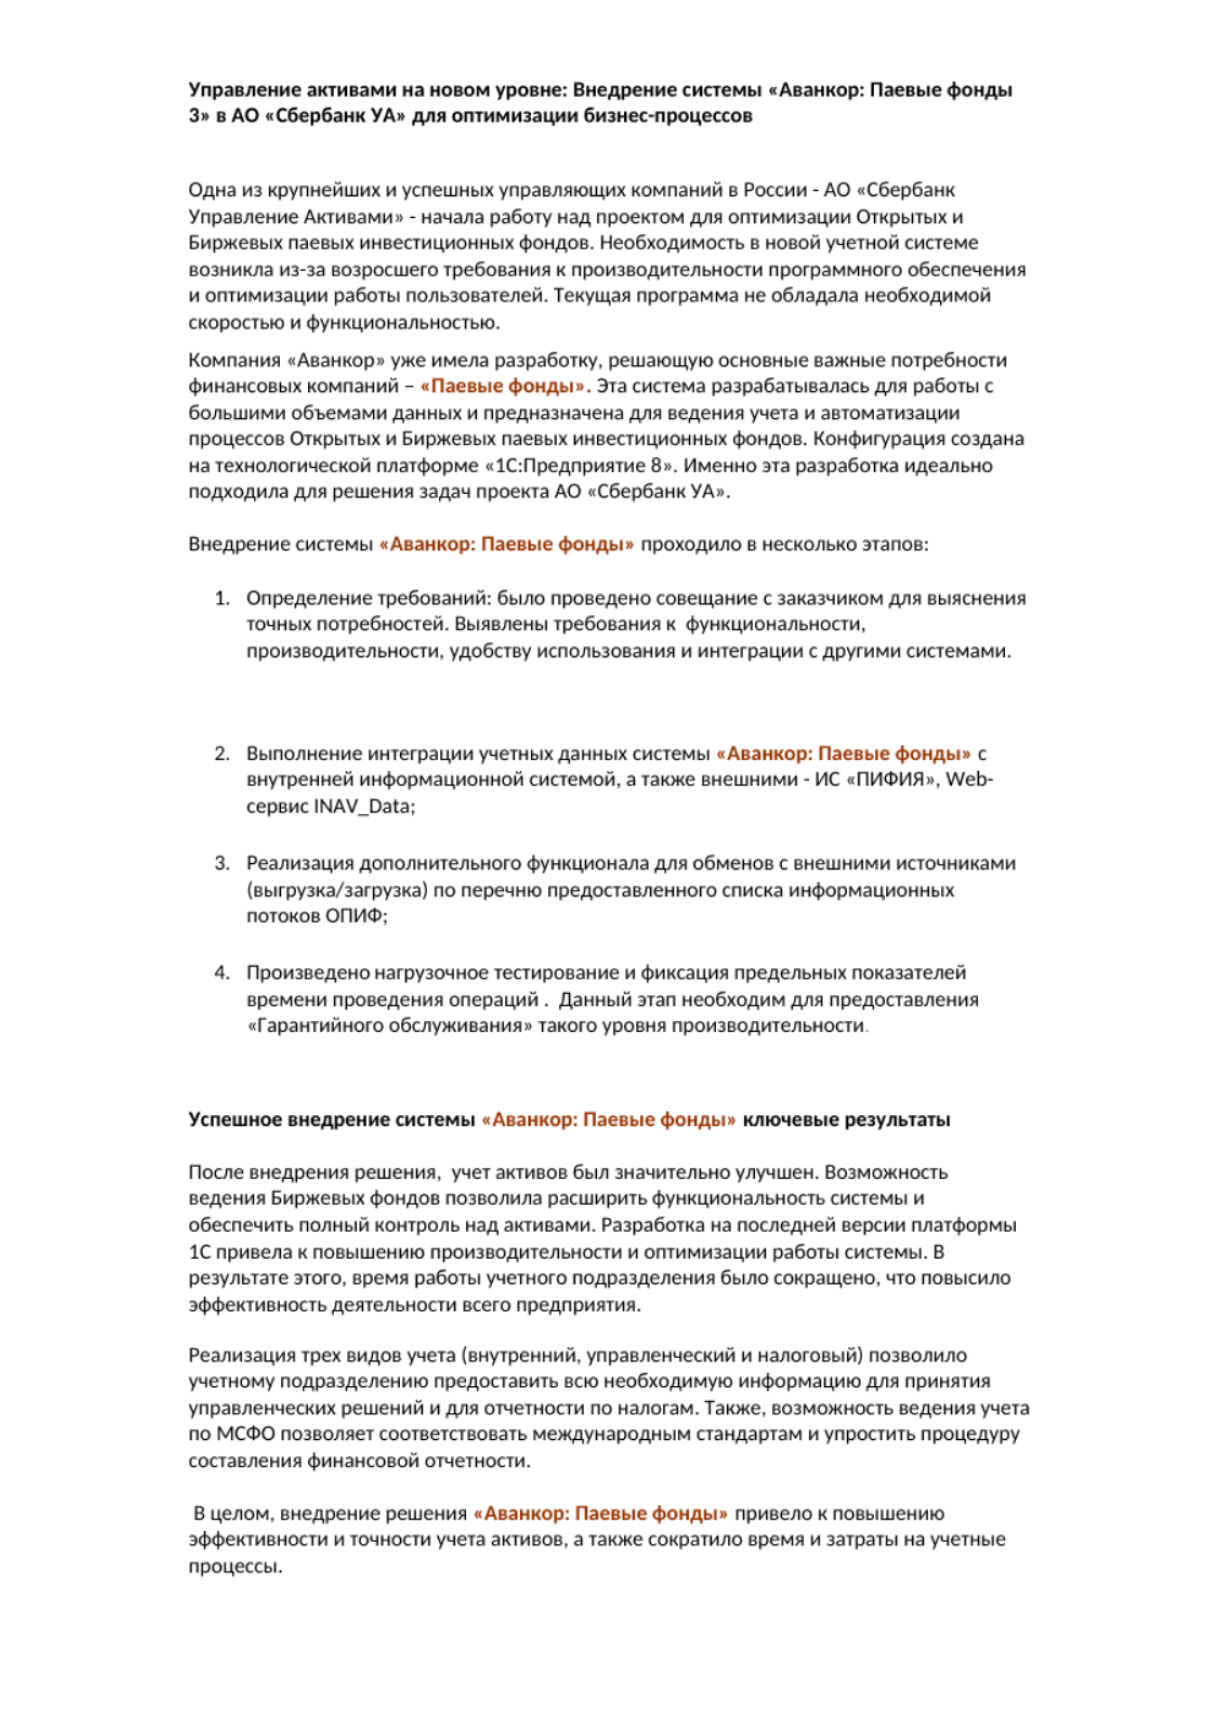 Управление активами на новом уровне: Внедрение системы «Аванкор: Паевые фонды
3» в АО «Сбербанк УА» для оптимизации бизнес-процессов
Одна из крупнейших и успешных управляющих компаний в России - АО «Сбербанк
Управление Активами» - начала работу над проектом для оптимизации Открытых и
Биржевых паевых инвестиционных фондов. Необходимость в новой учетной системе
возникла из-за возросшего требования к производительности программного обеспечения
и оптимизации работы пользователей. Текущая программа не обладала необходимой
скоростью и функциональностью.
Компания «Аванкор» уже имела разработку, решающую основные важные потребности
финансовых компаний – «Паевые фонды». Эта система разрабатывалась для работы с
большими объемами данных и предназначена для ведения учета и автоматизации
процессов Открытых и Биржевых паевых инвестиционных фондов. Конфигурация создана
на технологической платформе «1С:Предприятие 8». Именно эта разработка идеально
подходила для решения задач проекта АО «Сбербанк УА».
Внедрение системы «Аванкор: Паевые фонды» проходило в несколько этапов:
1. Определение требований: было проведено совещание с заказчиком для выяснения
точных потребностей. Выявлены требования к  функциональности,
производительности, удобству использования и интеграции с другими системами.
2. Выполнение интеграции учетных данных системы «Аванкор: Паевые фонды» с
внутренней информационной системой, а также внешними - ИС «ПИФИЯ», Web-
сервис INAV_Data;
3. Реализация дополнительного функционала для обменов с внешними источниками
(выгрузка/загрузка) по перечню предоставленного списка информационных
потоков ОПИФ;
4. Произведено нагрузочное тестирование и фиксация предельных показателей
времени проведения операций .  Данный этап необходим для предоставления
«Гарантийного обслуживания» такого уровня производительности.
Успешное внедрение системы «Аванкор: Паевые фонды» ключевые результаты
После внедрения решения,  учет активов был значительно улучшен. Возможность
ведения Биржевых фондов позволила расширить функциональность системы и
обеспечить полный контроль над активами. Разработка на последней версии платформы
1С привела к повышению производительности и оптимизации работы системы. В
результате этого, время работы учетного подразделения было сокращено, что повысило
эффективность деятельности всего предприятия.
Реализация трех видов учета (внутренний, управленческий и налоговый) позволило
учетному подразделению предоставить всю необходимую информацию для принятия
управленческих решений и для отчетности по налогам. Также, возможность ведения учета
по МСФО позволяет соответствовать международным стандартам и упростить процедуру
составления финансовой отчетности.
В целом, внедрение решения «Аванкор: Паевые фонды» привело к повышению
эффективности и точности учета активов, а также сократило время и затраты на учетные
процессы.